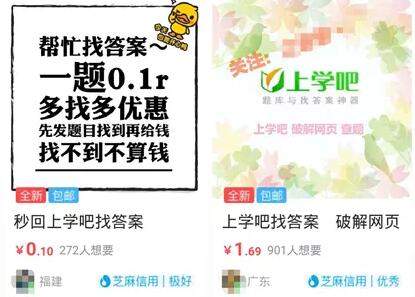 帮忙找答案~
一题0.1r
多找多优惠
先发题目找到再给钱
找不到不算钱
全新 包邮
秒回上学吧找答案
¥0.10 272人想要
福建 芝麻信用 | 极好
关注：
上学吧
题库与找答案神器
上学吧 破解网页 查题
全新 包邮
上学吧找答案 破解网页
¥1.69 901人想要
广东 芝麻信用 | 优秀